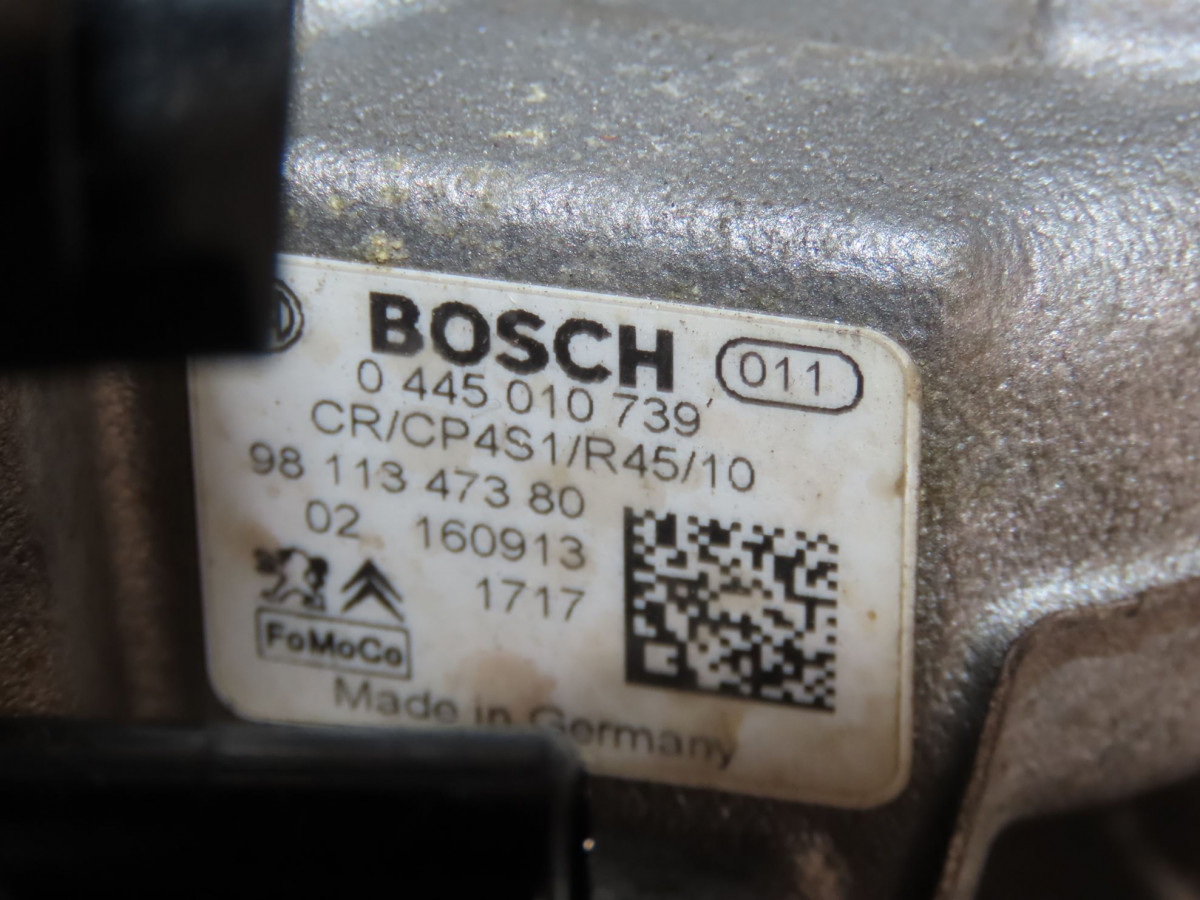 BOSCH 011
0 445 010 739
CR/CP4S1/R45/10
98 113 473 80
02 160913
1717
FoMoCo
Made in Germany